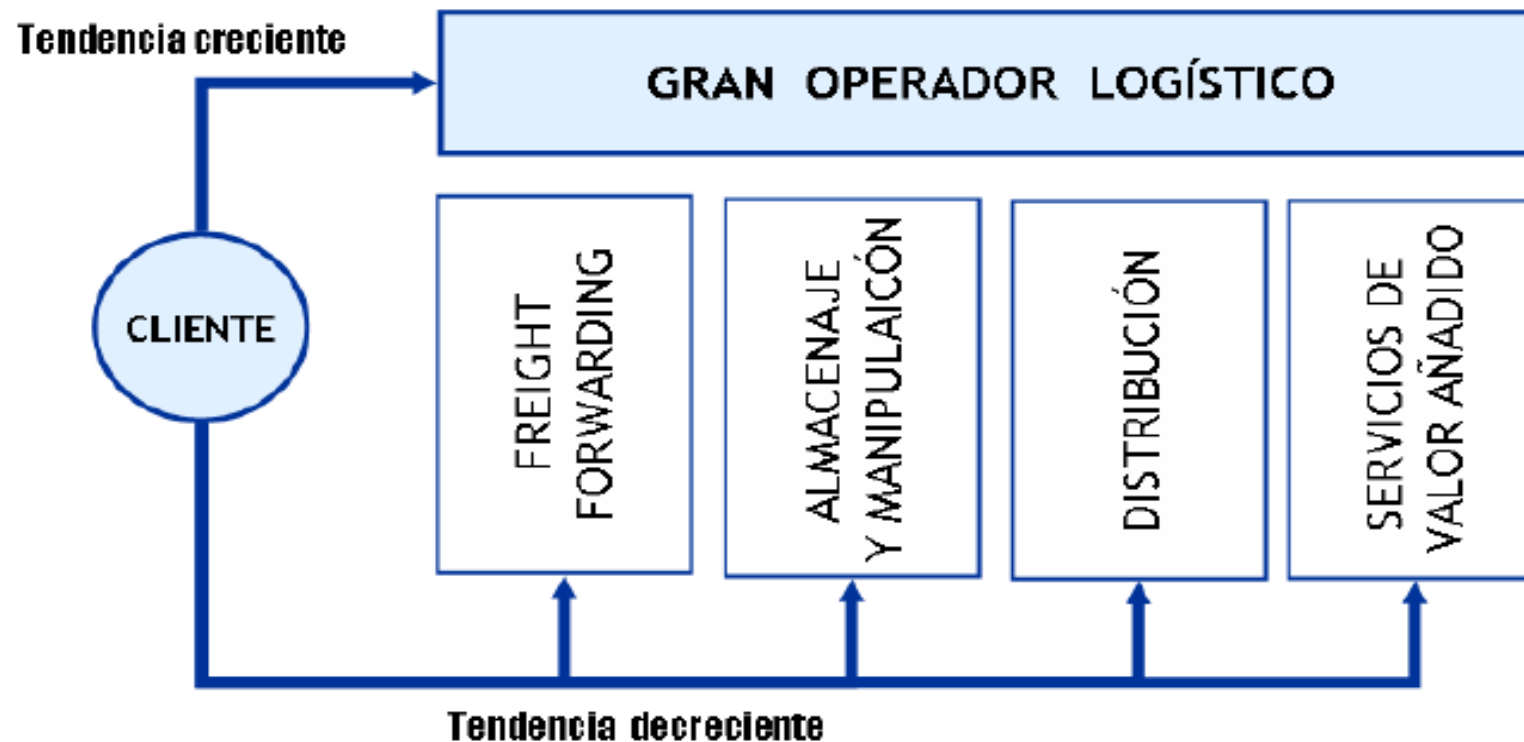 Tendencia creciente
GRAN OPERADOR LOGÍSTICO
CLIENTE
FREIGHT
FORWARDING
ALMACENAJE
Y MANIPULAICÓN
DISTRIBUCIÓN
SERVICIOS DE
VALOR AÑADIDO
Tendencia decreciente